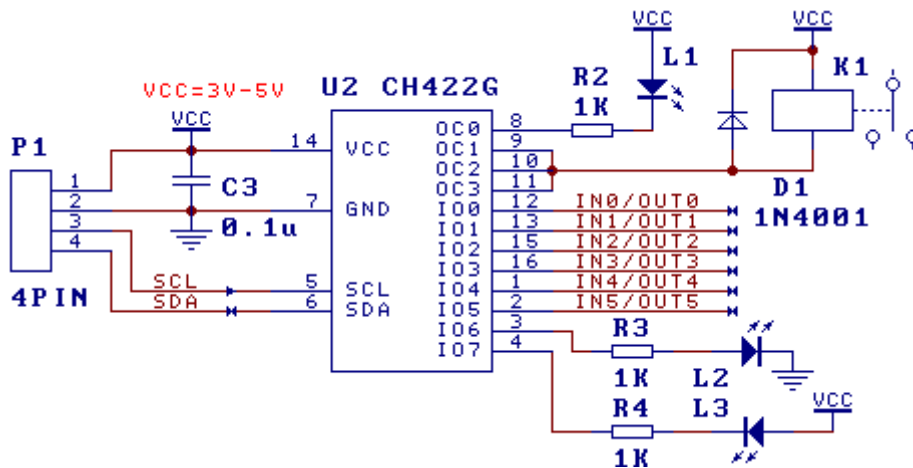 VCC
VCC
L1
K1
U2 CH422G
R2
VCC=3V-5V
1K
VCC
8
OC0
P1
14
VCC
9
OC1
10
OC2
1
11
OC3
C3
D1
2
7
GND
12
IO0
IN0/OUT0
3
0.1u
13
IO1
IN1/OUT1
1N4001
4
15
IO2
IN2/OUT2
16
IO3
IN3/OUT3
SCL
5
SCL
1
IO4
IN4/OUT4
4PIN
SDA
6
SDA
2
IO5
IN5/OUT5
3
IO6
R3
4
IO7
1K
L2
R4
L3
VCC
1K